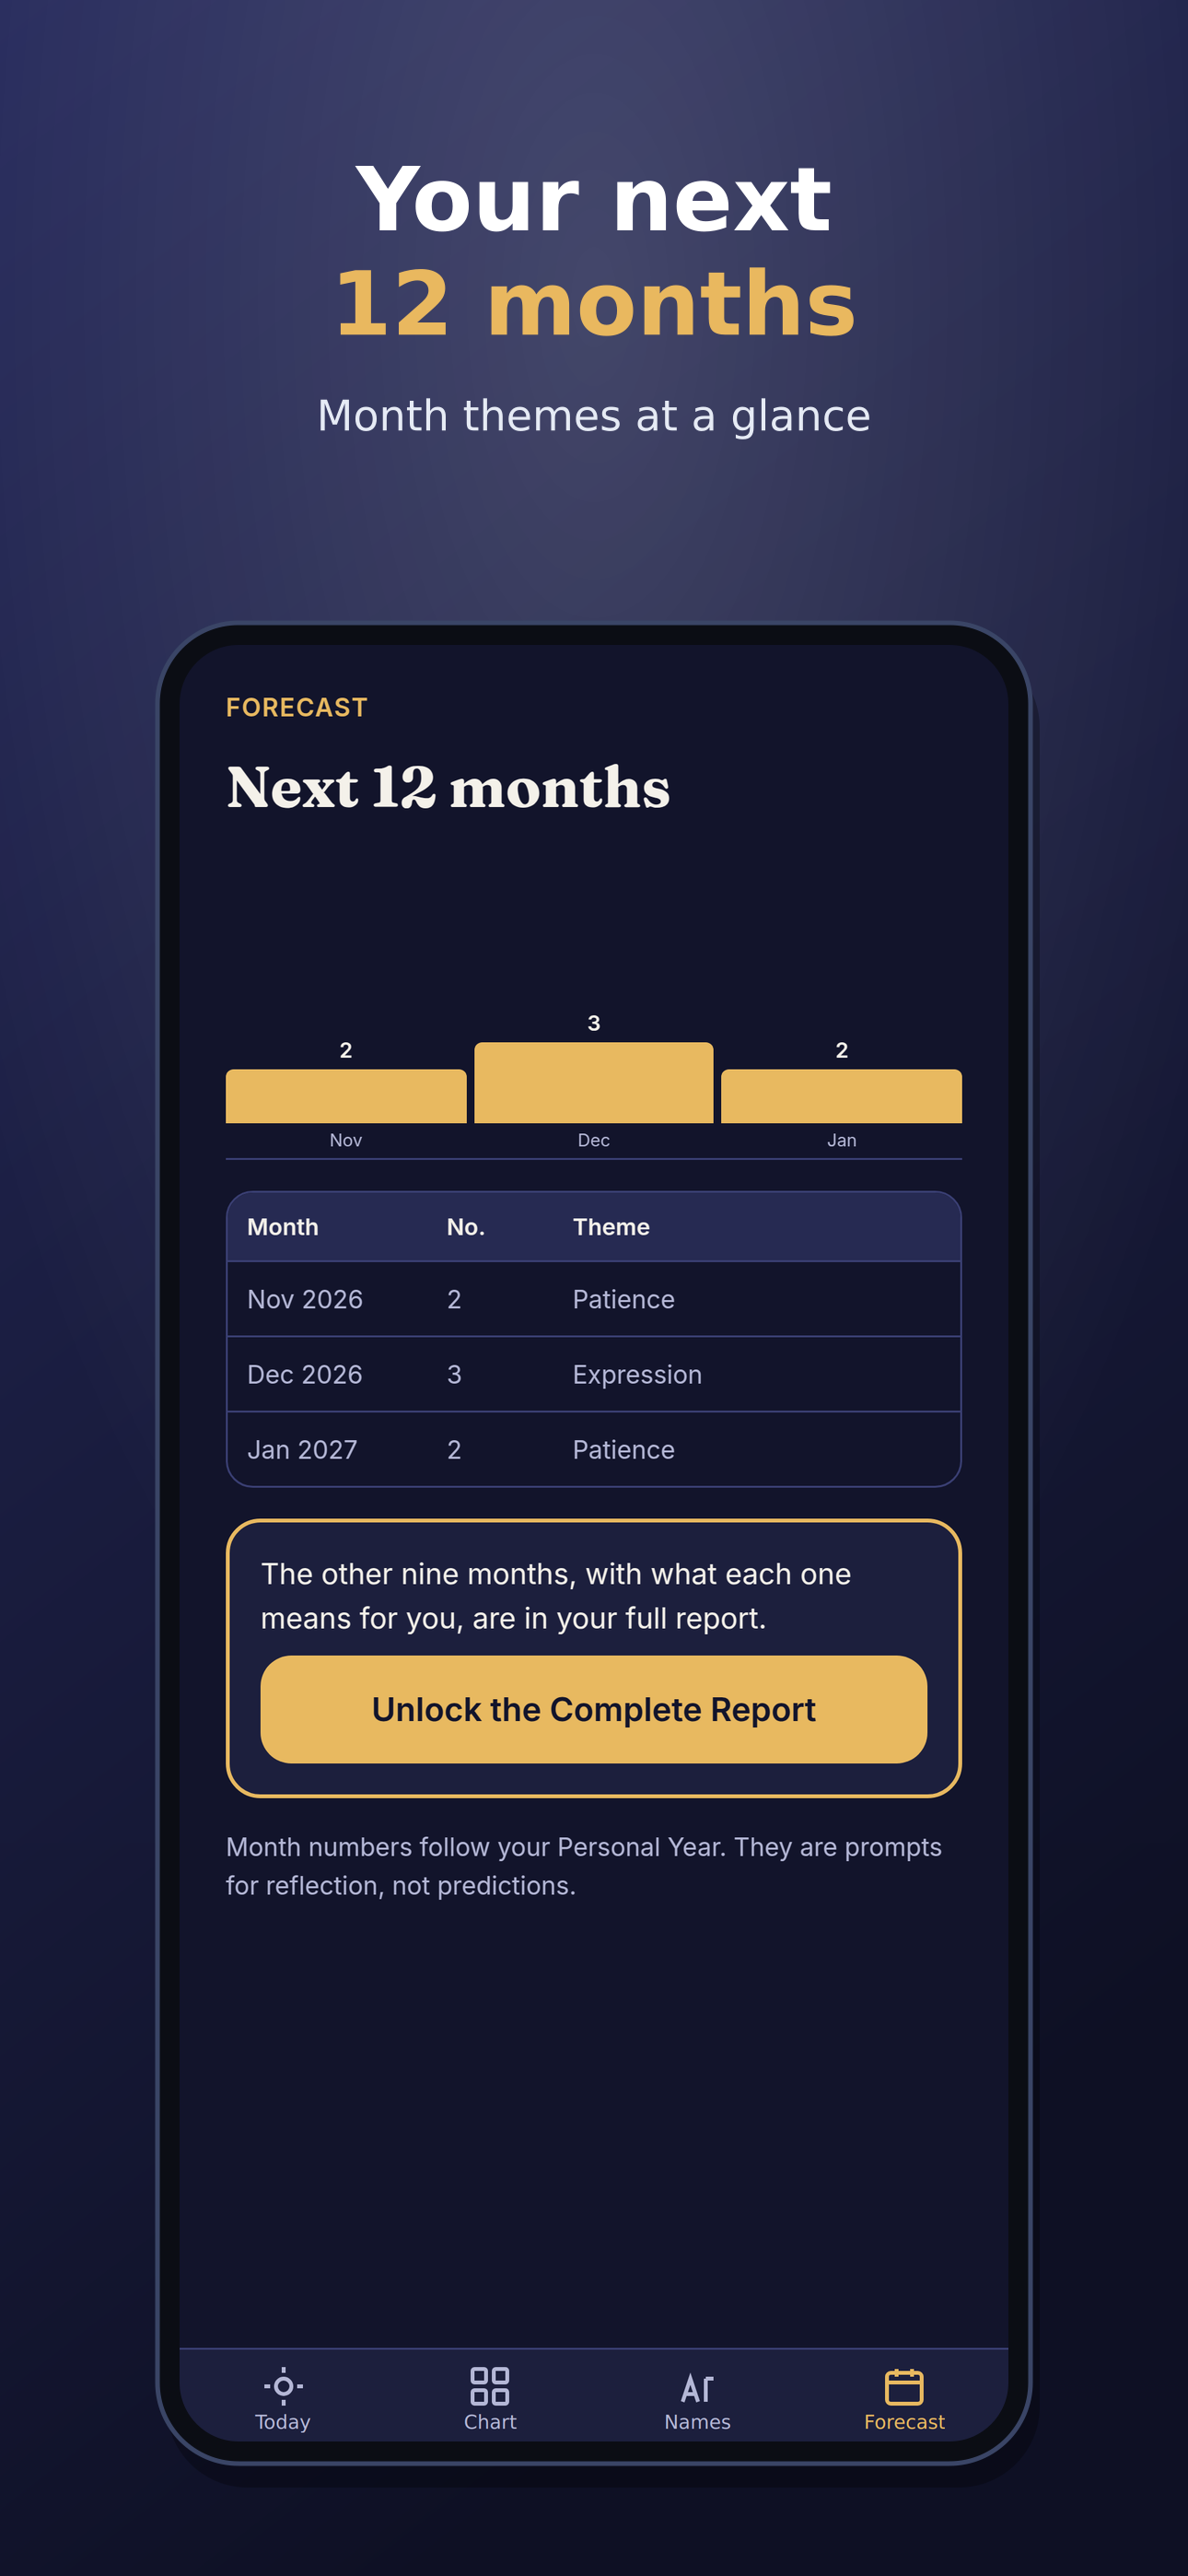 Your next
12 months
Month themes at a glance
FORECAST
Next 12 months
2
3
2
Nov
Dec
Jan
Month No. Theme
Nov 2026 2 Patience
Dec 2026 3 Expression
Jan 2027 2 Patience
The other nine months, with what each one
means for you, are in your full report.
Unlock the Complete Report
Month numbers follow your Personal Year. They are prompts
for reflection, not predictions.
Today
Chart
Names
Forecast